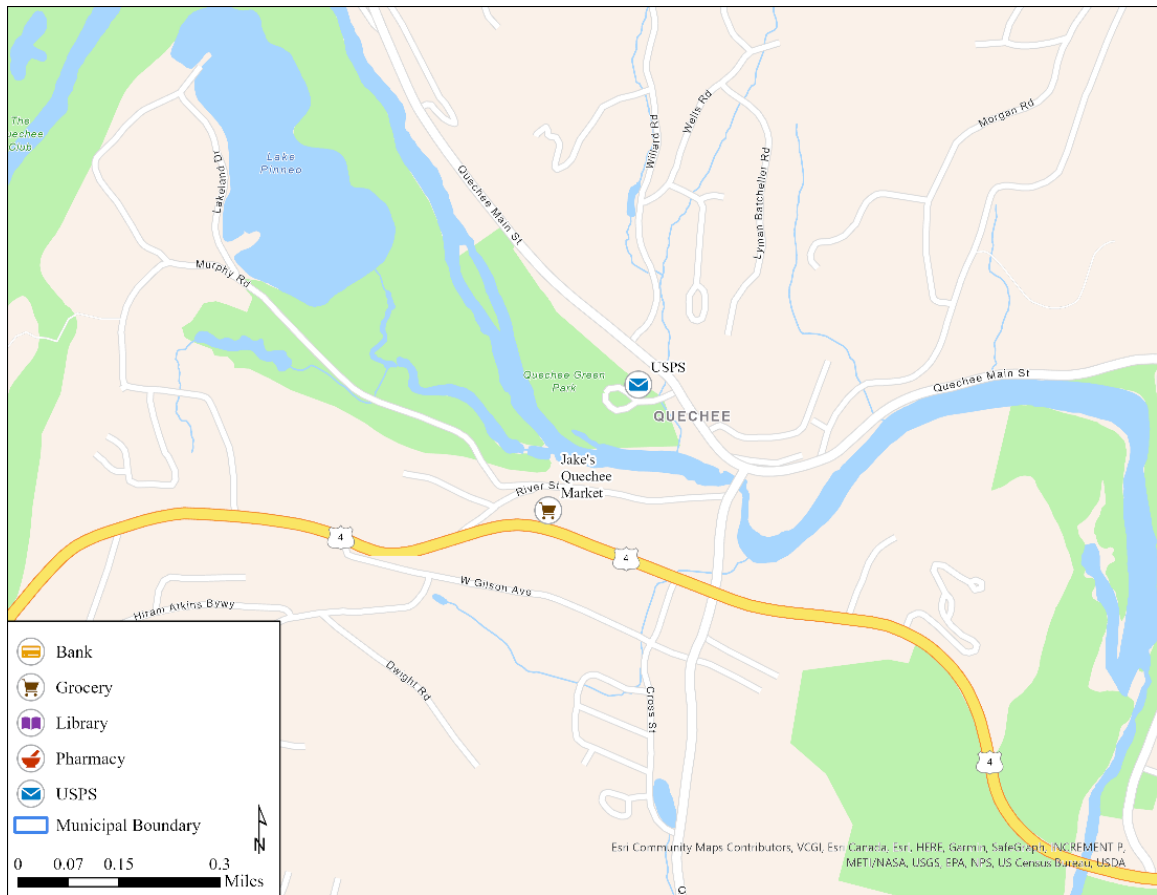 The
Quechee
Club
Lake
Pinneo
Lakeland Dr
Murphy Rd
Quechee Main St
Willard Rd
Wells Rd
Lyman Batchellor Rd
Morgan Rd
Quechee Green
Park
USPS
QUECHEE
Quechee Main St
Jake's
Quechee
Market
River St
4
4
W Gilson Ave
Hiram Atkins Bywy
Dwight Rd
Cross St
4
Bank
Grocery
Library
Pharmacy
USPS
Municipal Boundary
N
0 0.07 0.15 0.3
Miles
C
Esri Community Maps Contributors, VCGI, Esri Canada, Esri, HERE, Garmin, SafeGraph, INCREMENT P,
METI/NASA, USGS, EPA, NPS, US Census Bureau, USDA